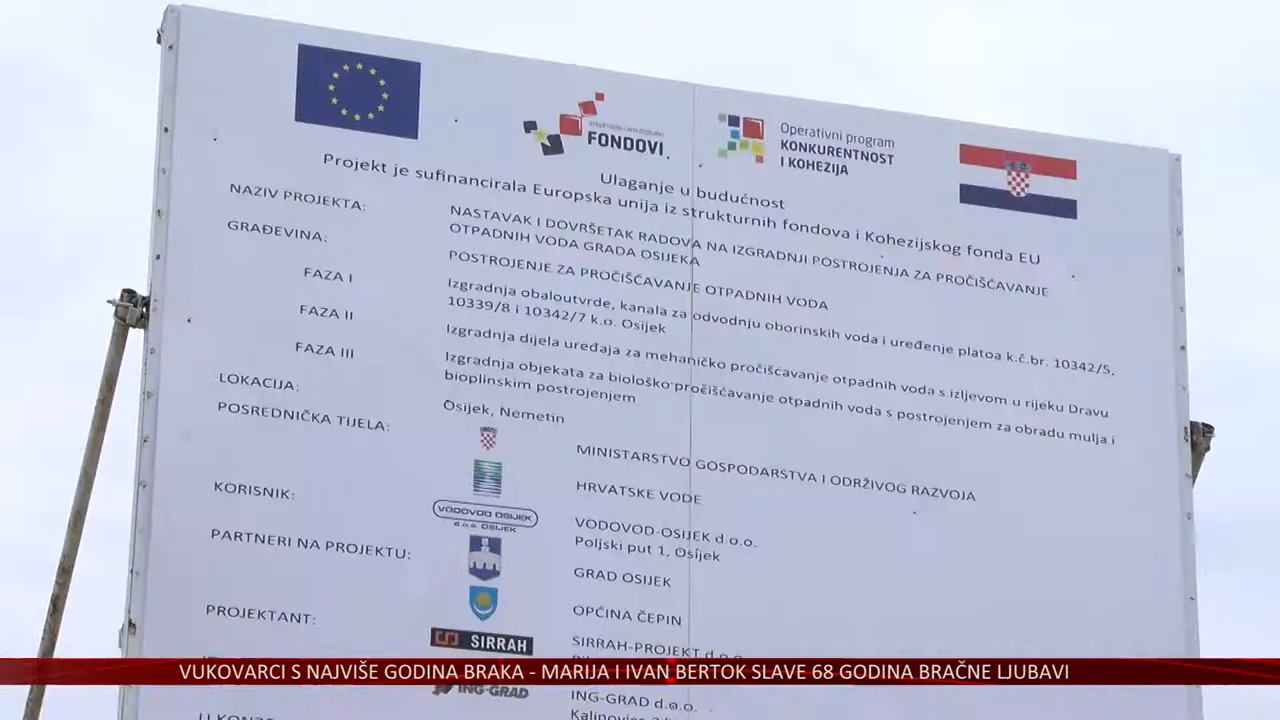 STRUKTURNI I INVESTICIJSKI
FONDOVI
Operativni program
KONKURENTNOST
I KOHEZIJA
Ulaganje u budućnost
Projekt je sufinancirala Europska unija iz strukturnih fondova i Kohezijskog fonda EU
NAZIV PROJEKTA:
NASTAVAK I DOVRŠETAK RADOVA NA IZGRADNJI POSTROJENJA ZA PROČIŠĆAVANJE
OTPADNIH VODA GRADA OSIJEKA
GRAĐEVINA:
POSTROJENJE ZA PROČIŠĆAVANJE OTPADNIH VODA
FAZA I
Izgradnja obaloutvrde, kanala za odvodnju oborinskih voda i uređenje platoa k.č.br. 10342/5,
10339/8 i 10342/7 k.o. Osijek
FAZA II
Izgradnja dijela uređaja za mehaničko pročišćavanje otpadnih voda s izljevom u rijeku Dravu
FAZA III
Izgradnja objekata za biološko pročišćavanje otpadnih voda s postrojenjem za obradu mulja i
bioplinskim postrojenjem
LOKACIJA:
Osijek, Nemetin
POSREDNIČKA TIJELA:
MINISTARSTVO GOSPODARSTVA I ODRŽIVOG RAZVOJA
HRVATSKE VODE
KORISNIK:
VODOVOD OSIJEK
d.o.o. OSIJEK
VODOVOD-OSIJEK d.o.o.
Poljski put 1, Osijek
PARTNERI NA PROJEKTU:
GRAD OSIJEK
OPĆINA ČEPIN
PROJEKTANT:
SIRRAH
SIRRAH-PROJEKT d.o.o.
VUKOVARCI S NAJVIŠE GODINA BRAKA - MARIJA I IVAN BERTOK SLAVE 68 GODINA BRAČNE LJUBAVI
ING-GRAD
ING-GRAD d.o.o.